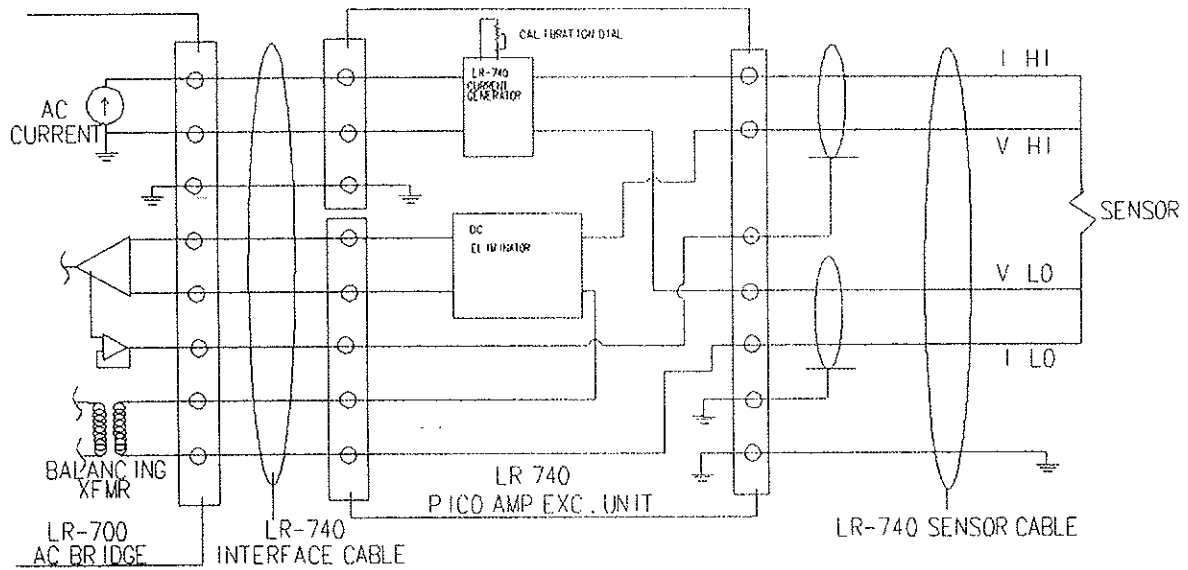 CALIBRATION DIAL
LR-740
CURRENT
GENERATOR
I HI
V HI
AC
CURRENT
DC
ELIMINATOR
SENSOR
V LO
I LO
BALANCING
XFMR
LR 740
PICO AMP EXC. UNIT
LR-700
AC BRIDGE
LR-740
INTERFACE CABLE
LR-740 SENSOR CABLE